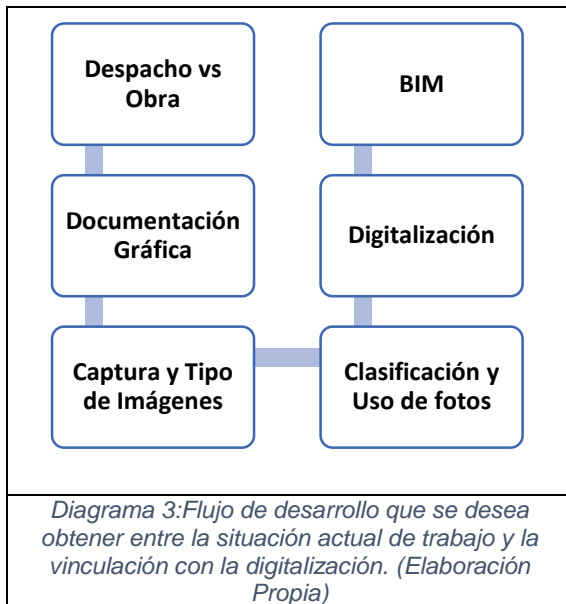 Despacho vs
Obra
Documentación
Gráfica
Captura y Tipo
de Imágenes
Clasificación y
Uso de fotos
Digitalización
BIM
Diagrama 3:Flujo de desarrollo que se desea
obtener entre la situación actual de trabajo y la
vinculación con la digitalización. (Elaboración
Propia)